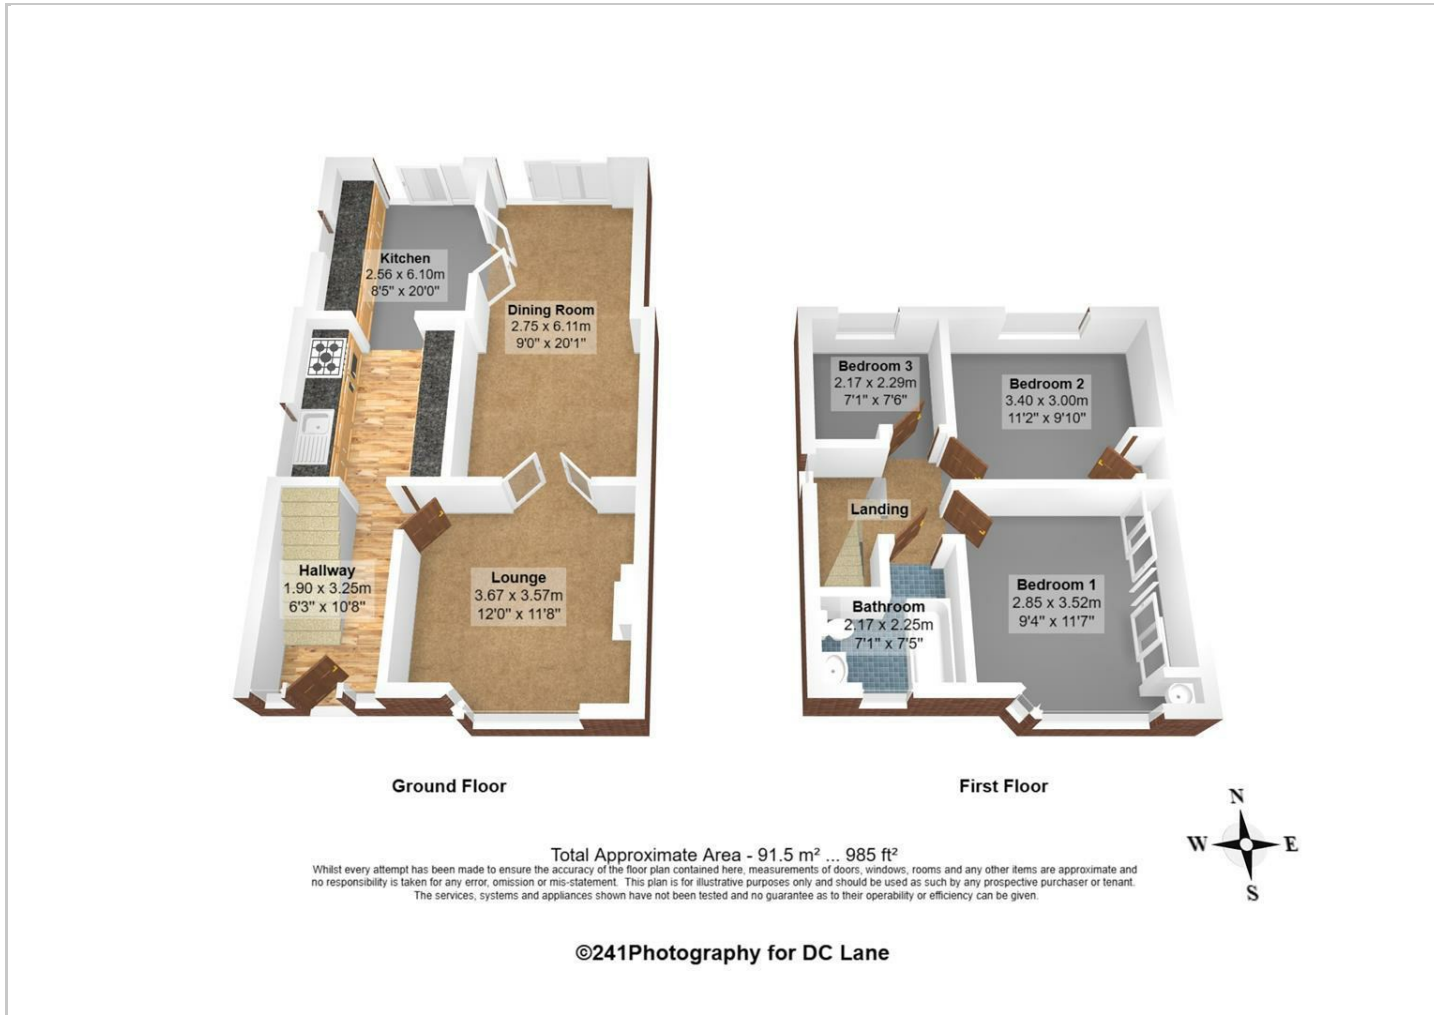 Kitchen
2.56 x 6.10m
8'5" x 20'0"
Dining Room
2.75 x 6.11m
9'0" x 20'1"
Hallway
1.90 x 3.25m
6'3" x 10'8"
Lounge
3.67 x 3.57m
12'0" x 11'8"
Ground Floor
Bedroom 3
2.17 x 2.29m
7'1" x 7'6"
Bedroom 2
3.40 x 3.00m
11'2" x 9'10"
Landing
Bathroom
2.17 x 2.25m
7'1" x 7'5"
Bedroom 1
2.85 x 3.52m
9'4" x 11'7"
First Floor
N
W E
S
Total Approximate Area - 91.5 m² ... 985 ft²
Whilst every attempt has been made to ensure the accuracy of the floor plan contained here, measurements of doors, windows, rooms and any other items are approximate and
no responsibility is taken for any error, omission or mis-statement. This plan is for illustrative purposes only and should be used as such by any prospective purchaser or tenant.
The services, systems and appliances shown have not been tested and no guarantee as to their operability or efficiency can be given.
©241Photography for DC Lane